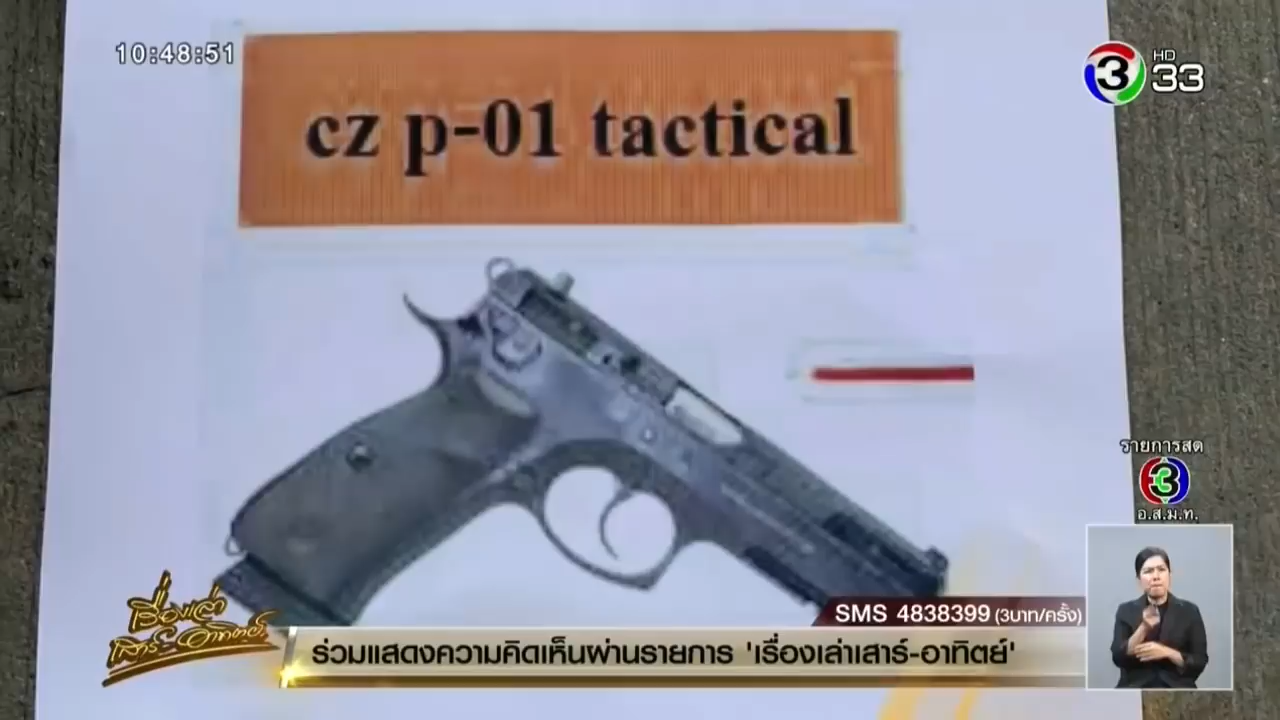 10:48:51
3 HD 33
cz p-01 tactical
รายการสด
3
อ.ส.ม.ท.
SMS 4838399 (3บาท/ครั้ง)
เรื่องเล่า
เสาร์-อาทิตย์
ร่วมแสดงความคิดเห็นผ่านรายการ 'เรื่องเล่าเสาร์-อาทิตย์'